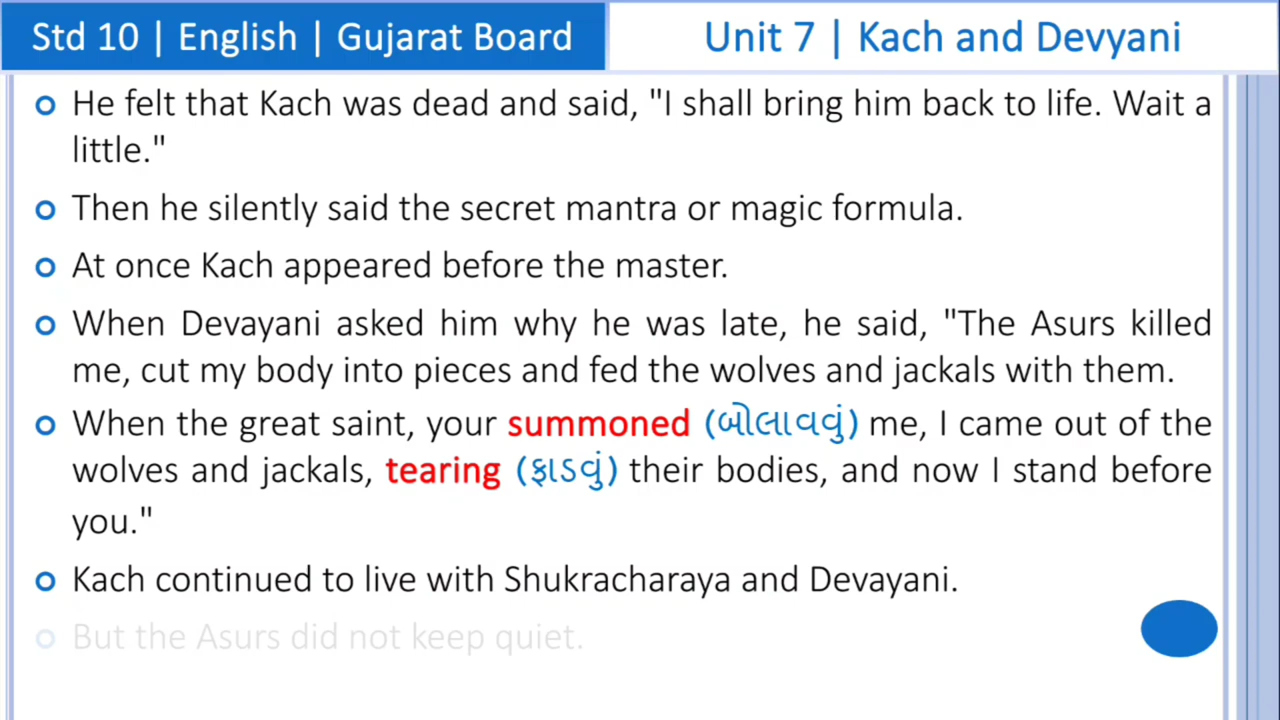 Std 10 | English | Gujarat Board
Unit 7 | Kach and Devyani
He felt that Kach was dead and said, "I shall bring him back to life. Wait a
little."
Then he silently said the secret mantra or magic formula.
At once Kach appeared before the master.
When Devayani asked him why he was late, he said, "The Asurs killed
me, cut my body into pieces and fed the wolves and jackals with them.
When the great saint, your summoned (બોલાવવું) me, I came out of the
wolves and jackals, tearing (ફાડવું) their bodies, and now I stand before
you."
Kach continued to live with Shukracharaya and Devayani.
But the Asurs did not keep quiet.